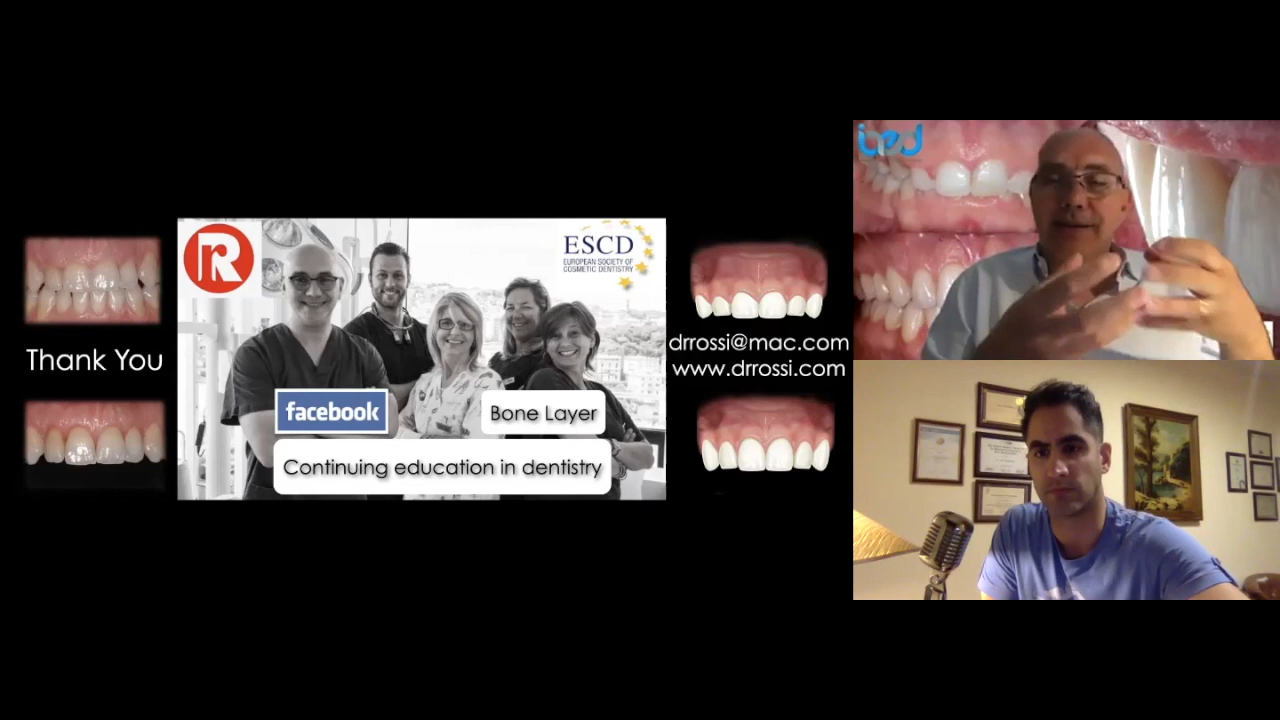 Thank You
R
ESCD
EUROPEAN SOCIETY OF
COSMETIC DENTISTRY
facebook
Bone Layer
Continuing education in dentistry
drrossi@mac.com
www.drrossi.com